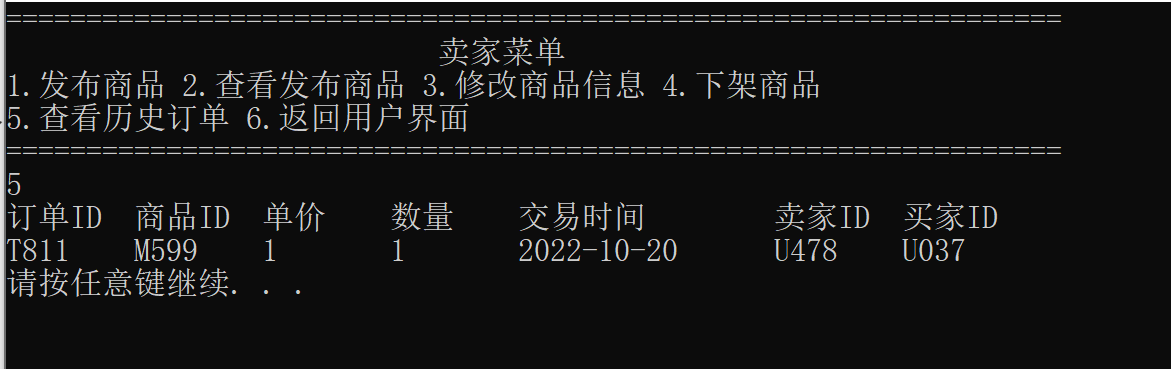 ==================================================================
卖家菜单
1.发布商品 2.查看发布商品 3.修改商品信息 4.下架商品
5.查看历史订单 6.返回用户界面
==================================================================
5
订单ID 商品ID 单价 数量 交易时间 卖家ID 买家ID
T811 M599 1 1 2022-10-20 U478 U037
请按任意键继续. . .